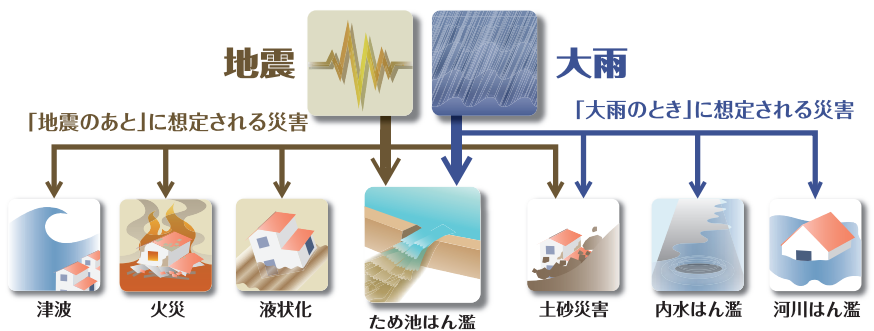 地震
大雨
「地震のあと」に想定される災害
「大雨のとき」に想定される災害
津波
火災
液状化
ため池はん濫
土砂災害
内水はん濫
河川はん濫